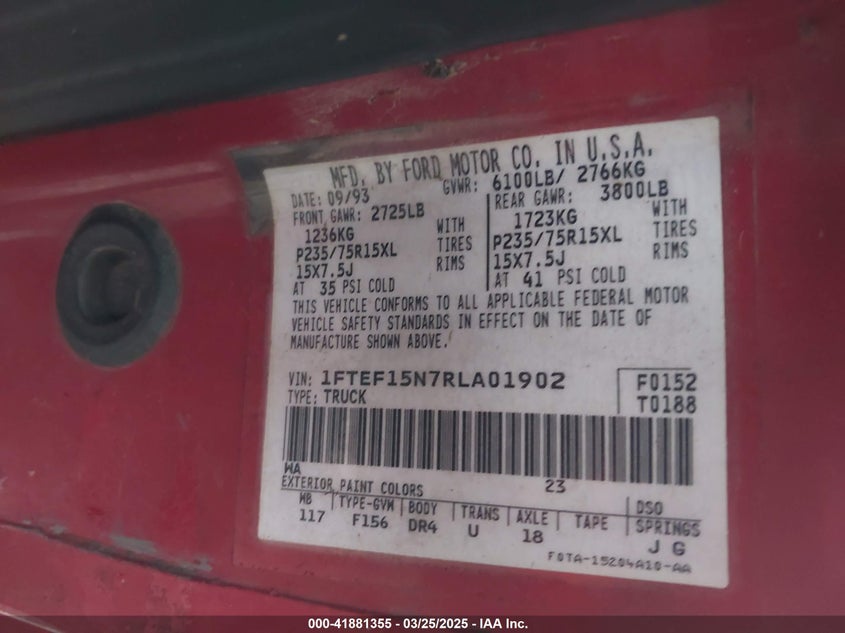 MFD. BY FORD MOTOR CO. IN U.S.A.
DATE: 09/93 GVWR: 6100LB/ 2766KG
FRONT GAWR: 2725LB REAR GAWR: 3800LB
1236KG WITH 1723KG WITH
P235/75R15XL TIRES P235/75R15XL TIRES
15X7.5J RIMS 15X7.5J RIMS
AT 35 PSI COLD AT 41 PSI COLD
THIS VEHICLE CONFORMS TO ALL APPLICABLE FEDERAL MOTOR
VEHICLE SAFETY STANDARDS IN EFFECT ON THE DATE OF
MANUFACTURE SHOWN ABOVE.
VIN: 1FTEF15N7RLA01902 F0152
TYPE: TRUCK T0188
WA 23
EXTERIOR PAINT COLORS DSO
WB TYPE-GVW BODY TRANS AXLE TAPE SPRINGS
117 F156 DR4 U 18 J G
F0TA-15204A10-AA
000-41881355 - 03/25/2025 - IAA Inc.